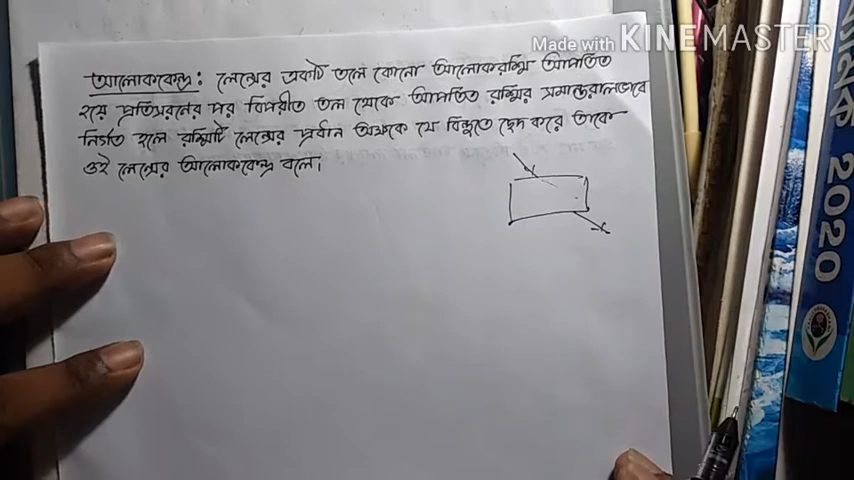 Made with KINEMASTER
আলোককেন্দ্র: লেন্সের একটি তলে কোনো আলোকরশ্মি আপতিত
হয়ে প্রতিসরনের পর বিপরীত তল থেকে আপতিত রশ্মির সমান্তরালভাবে
নির্গত হলে রশ্মিটি লেন্সের প্রধান অক্ষকে যে বিন্দুতে ছেদ করে তাকে
ওই লেন্সের আলোককেন্দ্র বলে।
2020